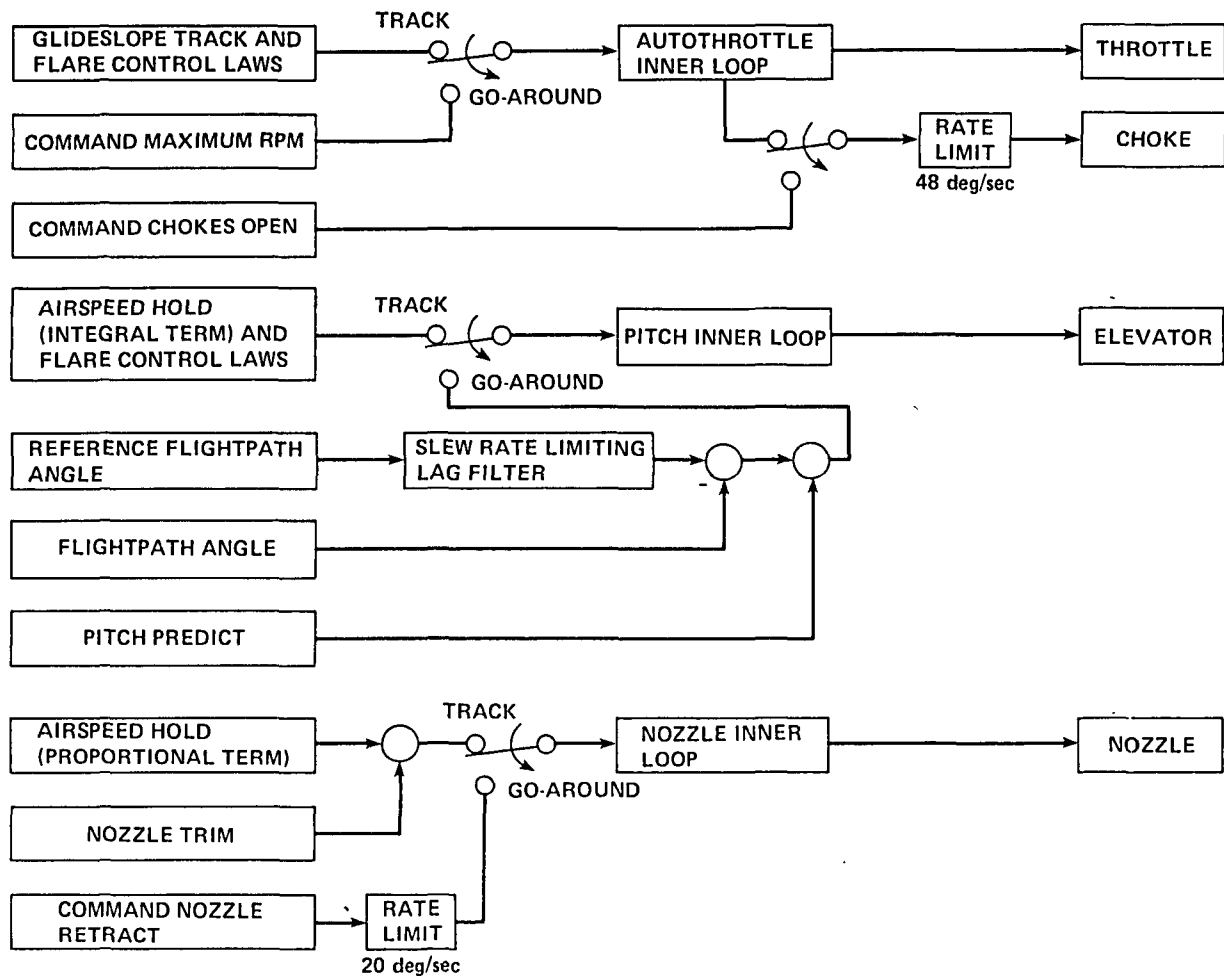 GLIDESLOPE TRACK AND
FLARE CONTROL LAWS
TRACK
AUTOTHROTTLE
INNER LOOP
THROTTLE
GO-AROUND
COMMAND MAXIMUM RPM
RATE
LIMIT
48 deg/sec
CHOKE
COMMAND CHOKES OPEN
AIRSPEED HOLD
(INTEGRAL TERM) AND
FLARE CONTROL LAWS
TRACK
PITCH INNER LOOP
ELEVATOR
GO-AROUND
REFERENCE FLIGHTPATH
ANGLE
SLEW RATE LIMITING
LAG FILTER
-
FLIGHTPATH ANGLE
PITCH PREDICT
AIRSPEED HOLD
(PROPORTIONAL TERM)
TRACK
NOZZLE INNER
LOOP
NOZZLE
GO-AROUND
NOZZLE TRIM
COMMAND NOZZLE
RETRACT
RATE
LIMIT
20 deg/sec